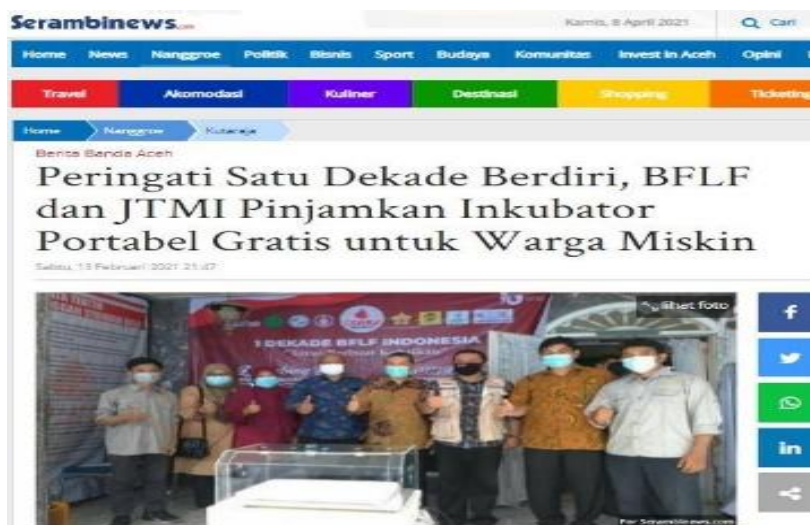 Serambinews.com
Kamis, 8 April 2021
Cari
Home News Nanggroe Politik Bisnis Sport Budaya Komunitas Invest In Aceh Opini
Travel Akomodasi Kuliner Destinasi Shopping Ticketing
Home Nanggroe Kutaraja
Berita Banda Aceh
Peringati Satu Dekade Berdiri, BFLF
dan JTMI Pinjamkan Inkubator
Portabel Gratis untuk Warga Miskin
Sabtu, 13 Februari 2021 21:47
lihat foto
1 DEKADE BFLF INDONESIA
For Serambinews.com